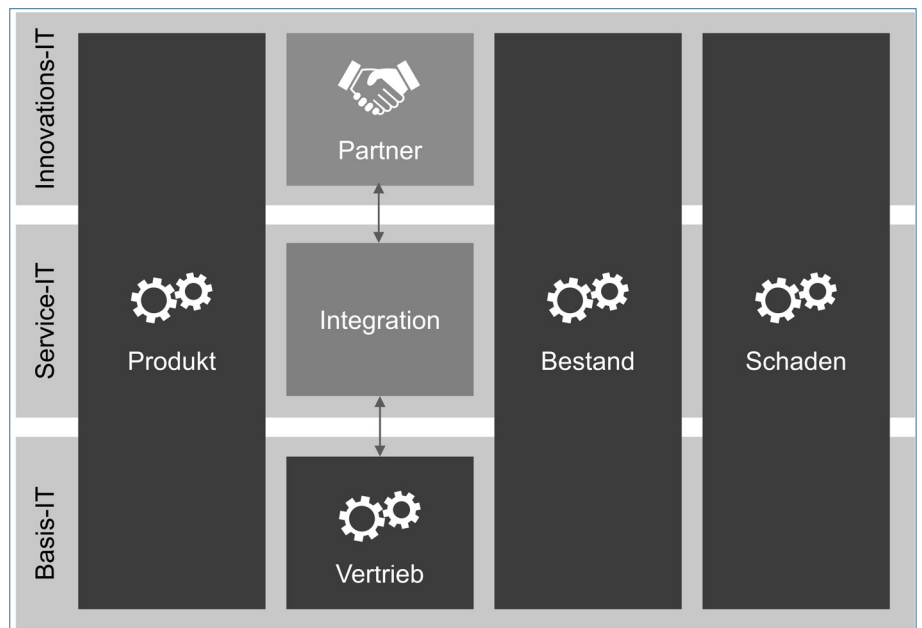 Innovations-IT
Partner
Service-IT
Produkt
Integration
Bestand
Schaden
Basis-IT
Vertrieb